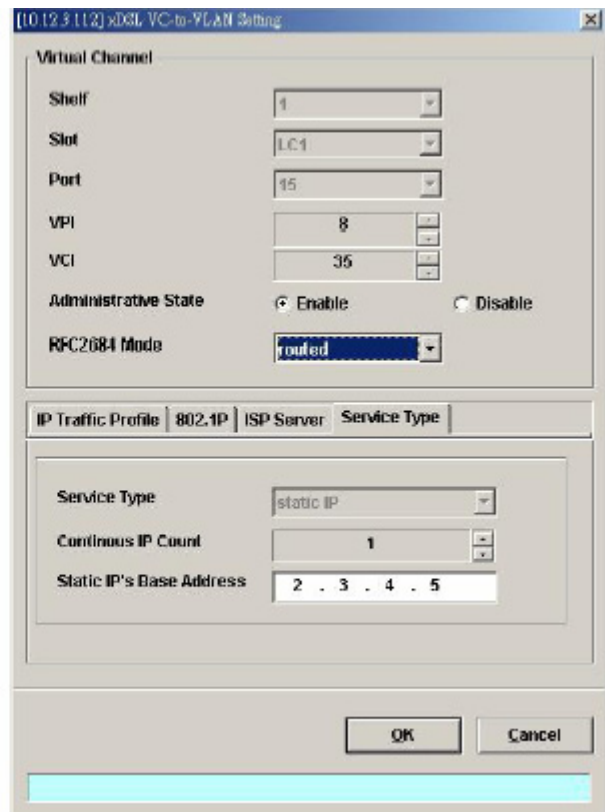 [10.12.3.112] xDSL VC-to-VLAN Setting
Virtual Channel
Shelf 1
Slot LC1
Port 15
VPI 8
VCI 35
Administrative State Enable Disable
RFC2684 Mode routed
IP Traffic Profile 802.1P ISP Server Service Type
Service Type static IP
Continous IP Count 1
Static IP's Base Address 2 . 3 . 4 . 5
OK Cancel